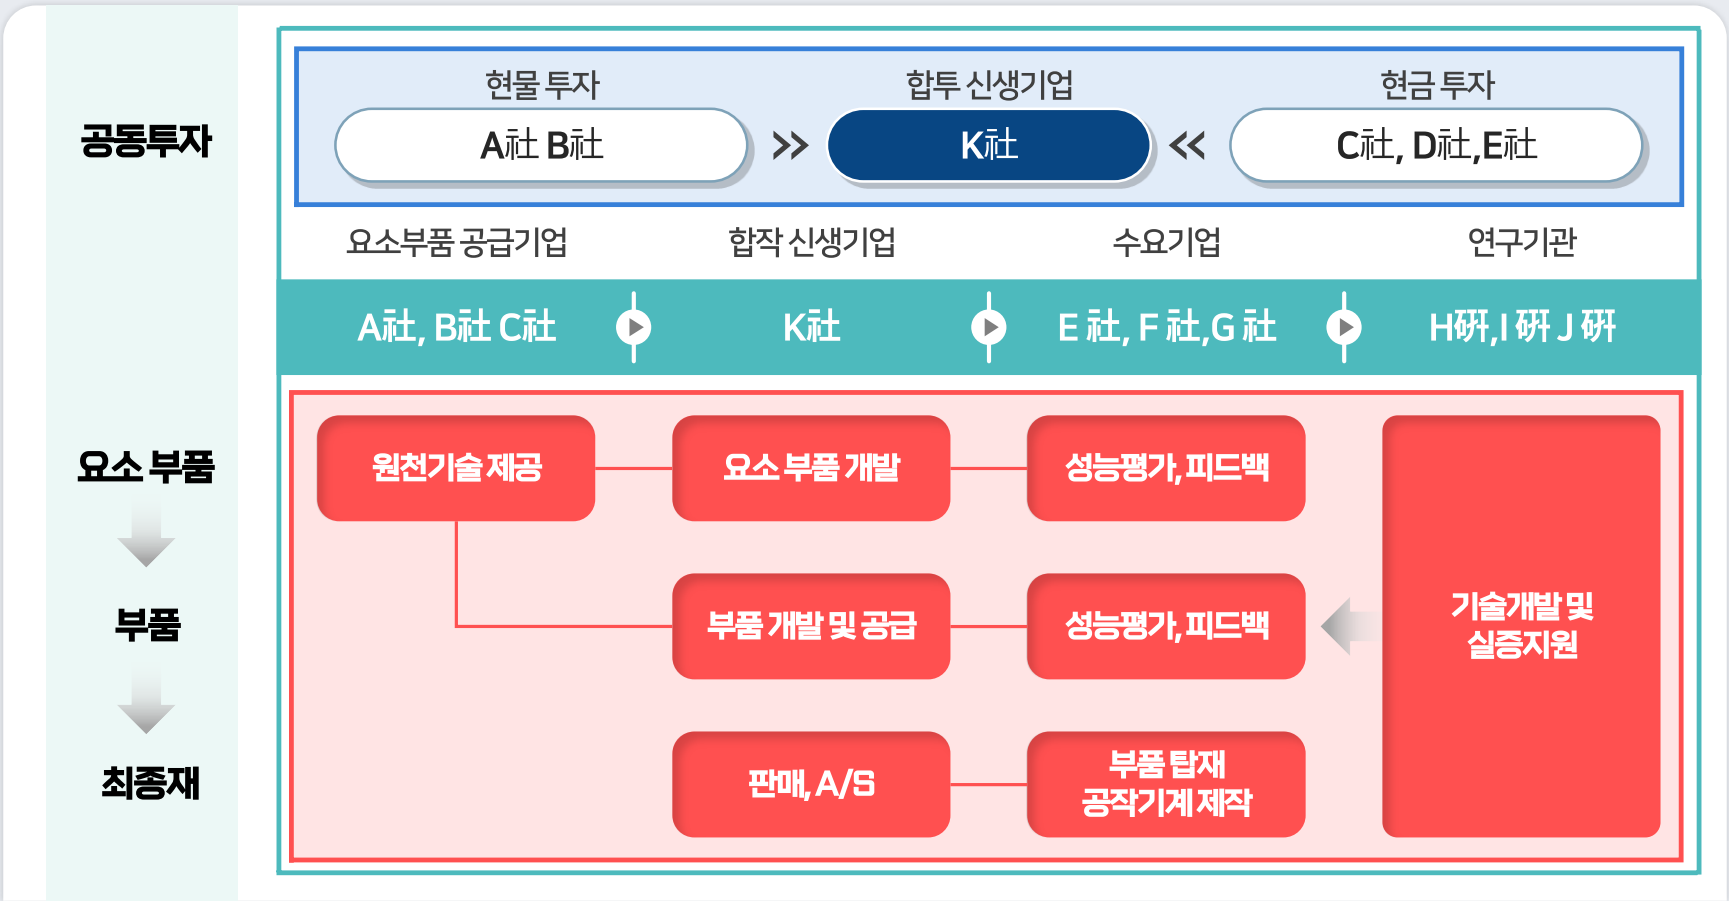 현물 투자
합투 신생기업
현금 투자
공동투자
A社 B社
K社
C社, D社,E社
요소부품 공급기업
합작 신생기업
수요기업
연구기관
A社, B社 C社
K社
E 社, F 社,G 社
H硏,I 硏 J 硏
요소 부품
원천기술 제공
요소 부품 개발
성능평가, 피드백
부품
부품 개발 및 공급
성능평가, 피드백
기술개발 및
실증지원
최종재
판매, A/S
부품 탑재
공작기계 제작